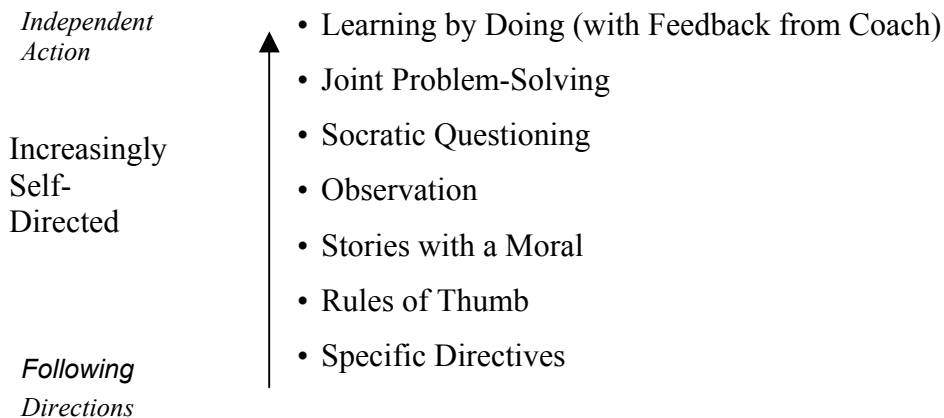 Independent
Action
• Learning by Doing (with Feedback from Coach)
• Joint Problem-Solving
• Socratic Questioning
Increasingly
Self-
Directed
• Observation
• Stories with a Moral
• Rules of Thumb
• Specific Directives
Following
Directions